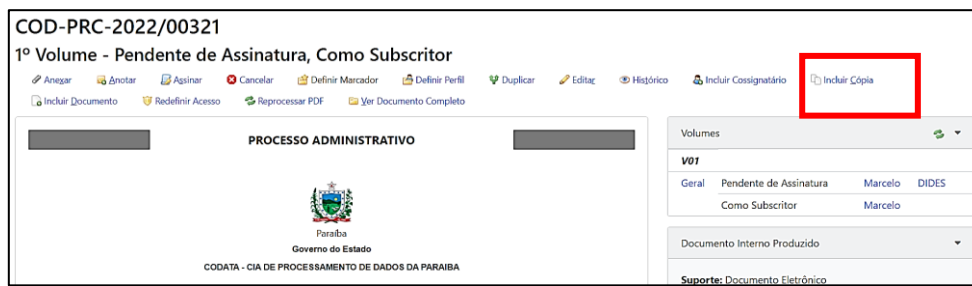 COD-PRC-2022/00321
1º Volume - Pendente de Assinatura, Como Subscritor
Anexar Anotar Assinar Cancelar Definir Marcador Definir Perfil Duplicar Editar Histórico Incluir Cossignatário Incluir Cópia
Incluir Documento Redefinir Acesso Reprocessar PDF Ver Documento Completo
PROCESSO ADMINISTRATIVO
Paraíba
Governo do Estado
CODATA - CIA DE PROCESSAMENTO DE DADOS DA PARAIBA
Volumes
V01
Geral Pendente de Assinatura Marcelo DIDES
Como Subscritor Marcelo
Documento Interno Produzido
Suporte: Documento Eletrônico